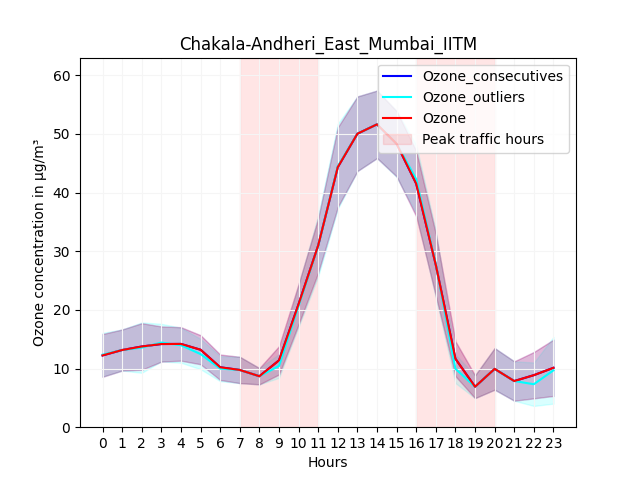 Chakala-Andheri_East_Mumbai_IITM
Ozone concentration in µg/m³
60
50
40
30
20
10
0
Ozone_consecutives
Ozone_outliers
Ozone
Peak traffic hours
0 1 2 3 4 5 6 7 8 9 10 11 12 13 14 15 16 17 18 19 20 21 22 23
Hours